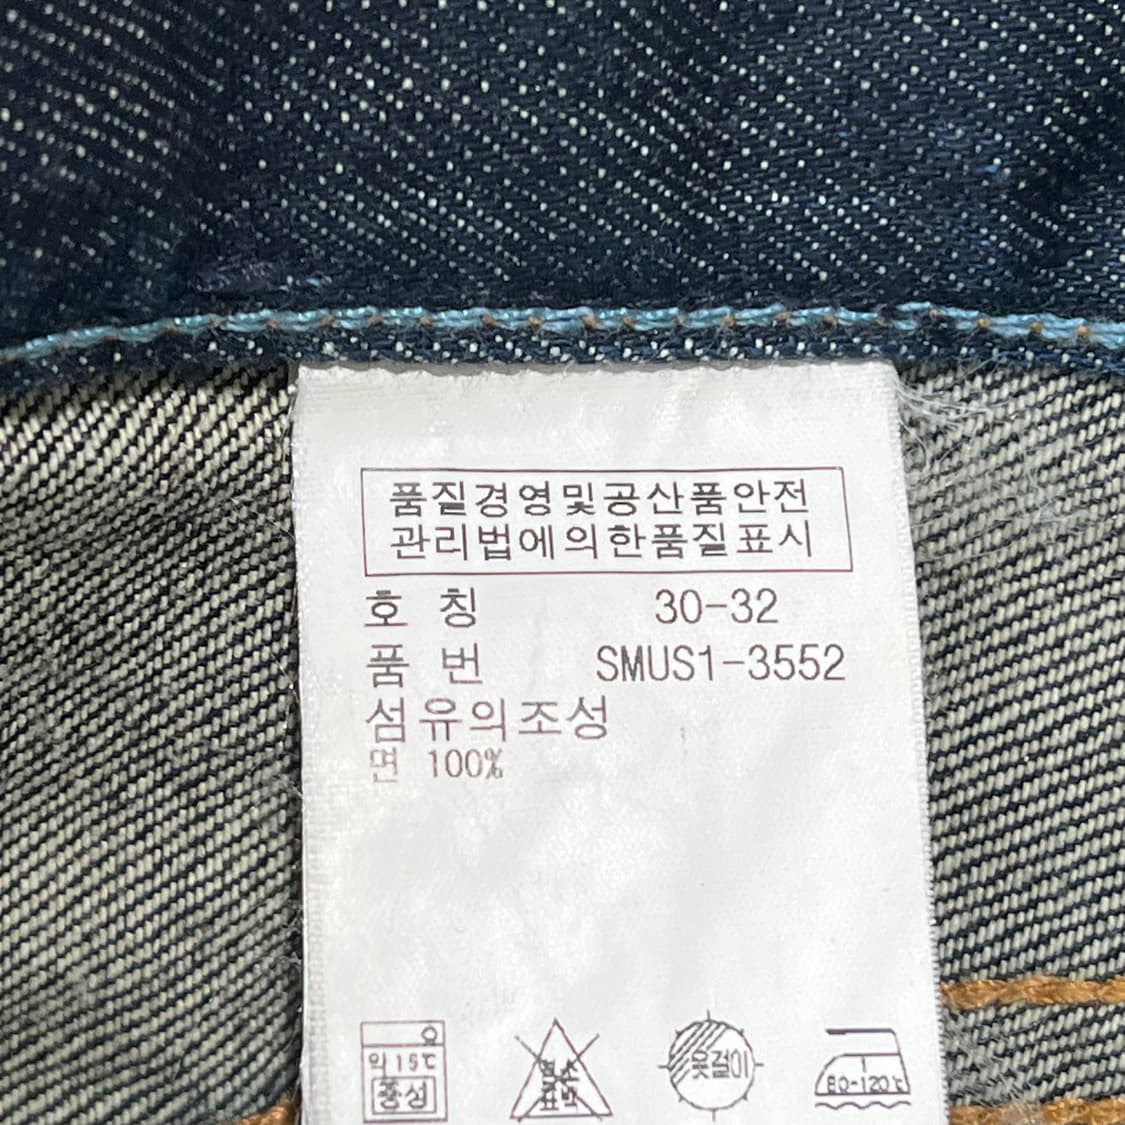 품질경영및공산품안전
관리법에의한품질표시
호 칭 30-32
품 번 SMUS1-3552
섬유의조성
면 100%
약 15℃
중성
옷걸이
80-120℃